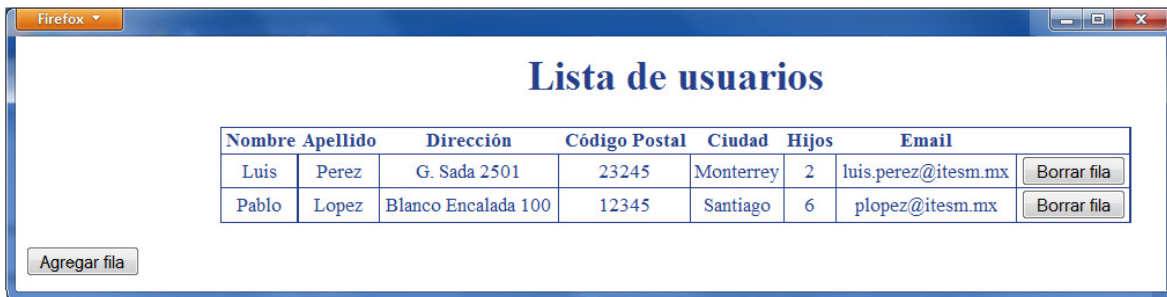 Firefox
Lista de usuarios
Nombre Apellido Dirección Código Postal Ciudad Hijos Email
Luis Perez G. Sada 2501 23245 Monterrey 2 luis.perez@itesm.mx Borrar fila
Pablo Lopez Blanco Encalada 100 12345 Santiago 6 plopez@itesm.mx Borrar fila
Agregar fila